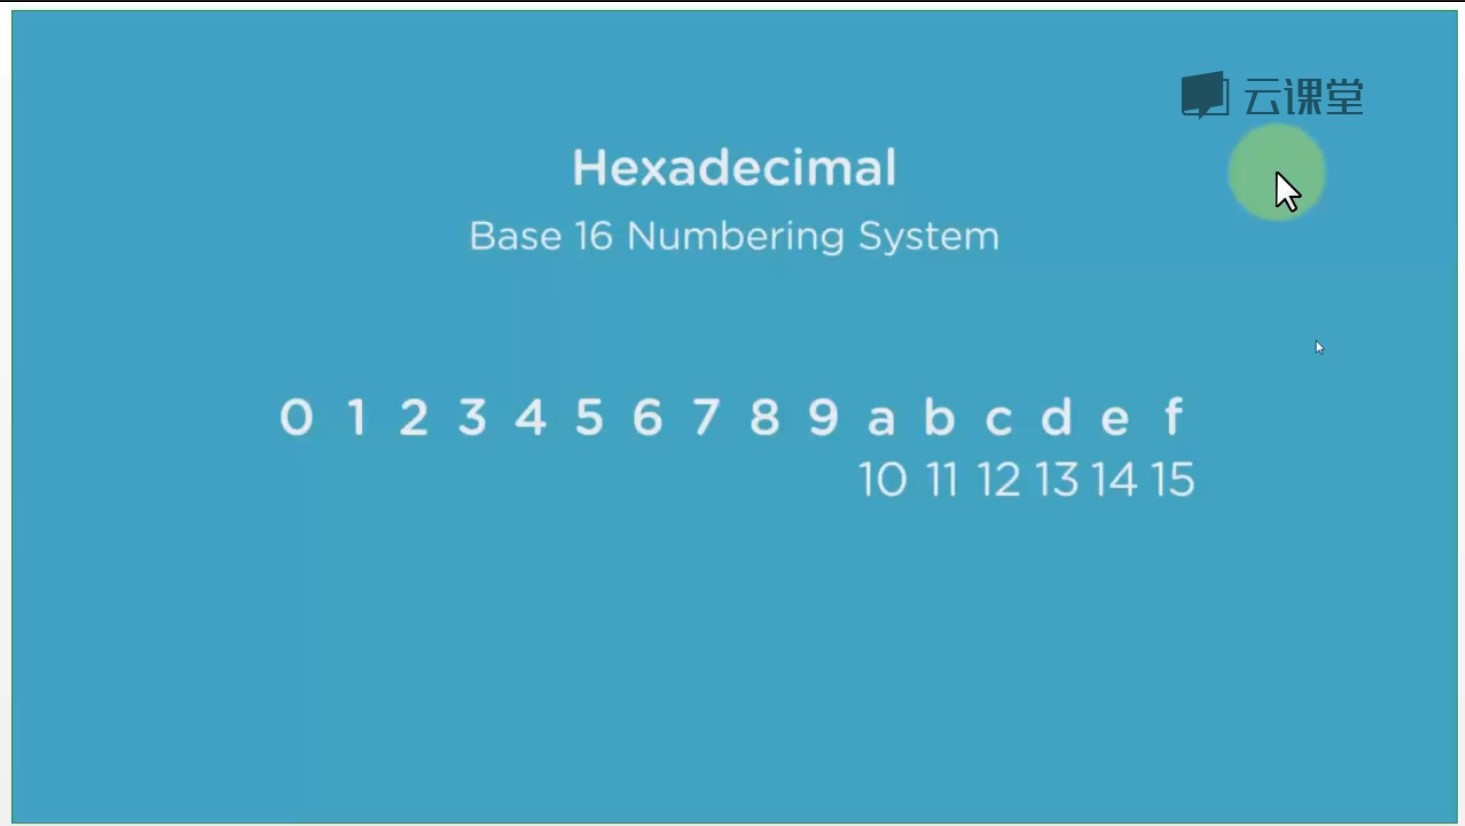 云课堂
Hexadecimal
Base 16 Numbering System
0 1 2 3 4 5 6 7 8 9 a b c d e f
10 11 12 13 14 15